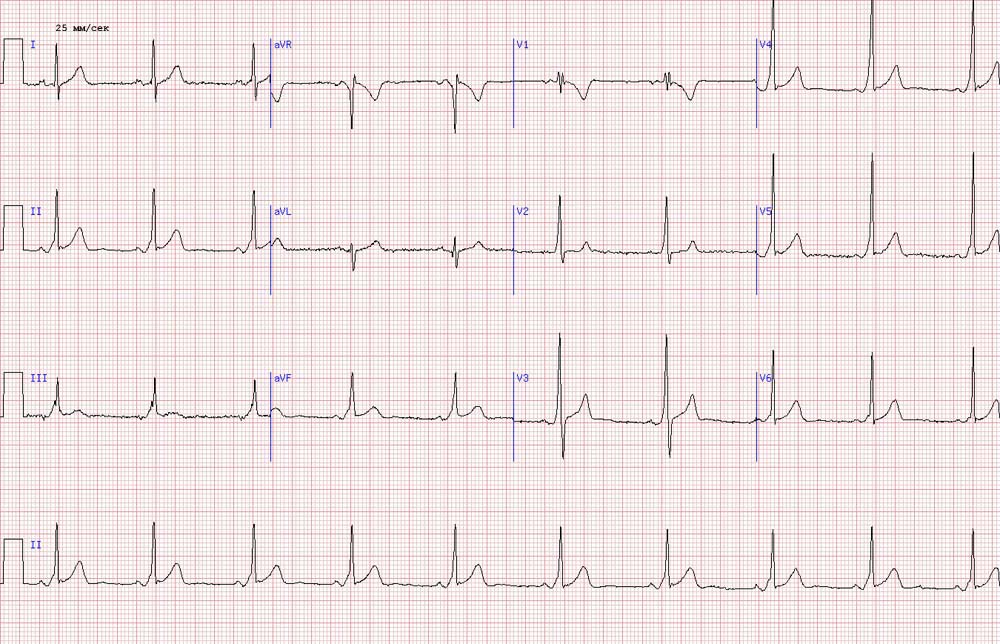 25 мм/сек
I aVR V1 V4
II aVL V2 V5
III aVF V3 V6
II